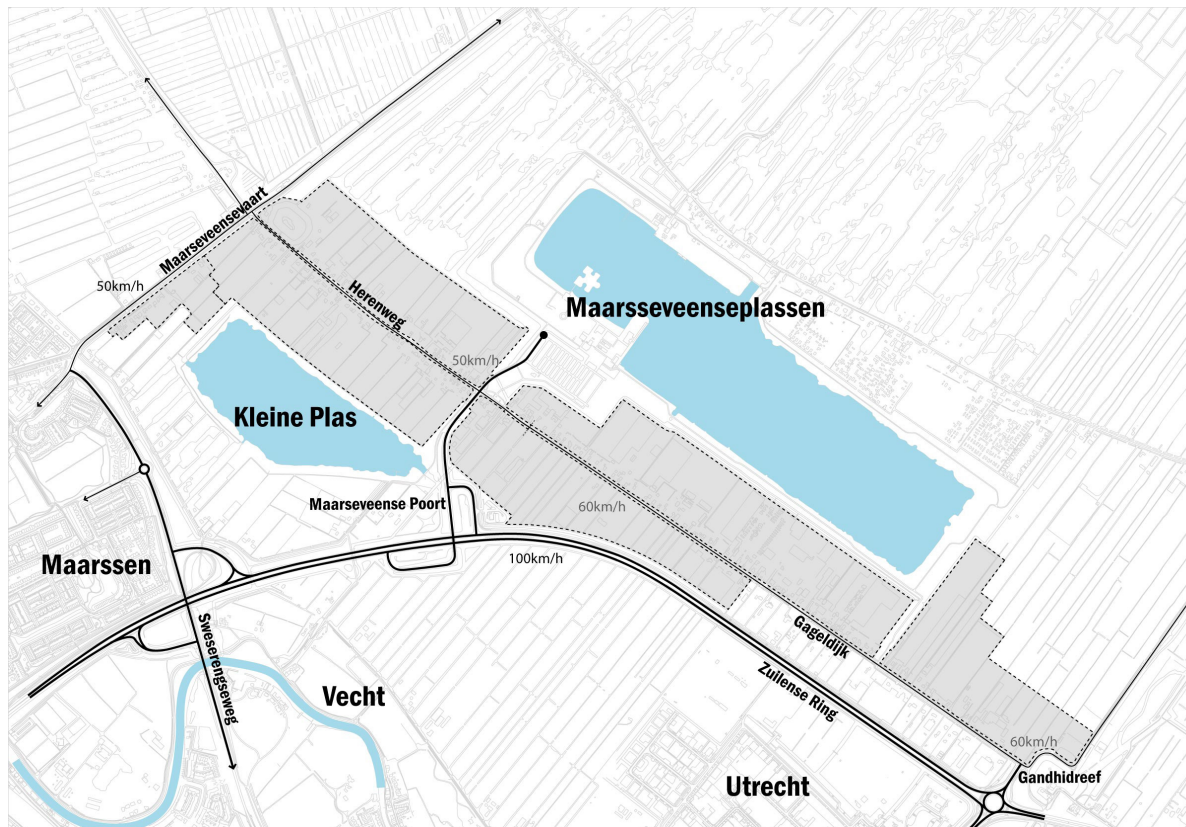 Maarseveensevaart
50km/h
Herenweg
Maarsseveenseplassen
50km/h
Kleine Plas
Maarseveense Poort
60km/h
100km/h
Maarssen
Sweserengseweg
Gageldijk
Zuilense Ring
Vecht
60km/h
Gandhidreef
Utrecht